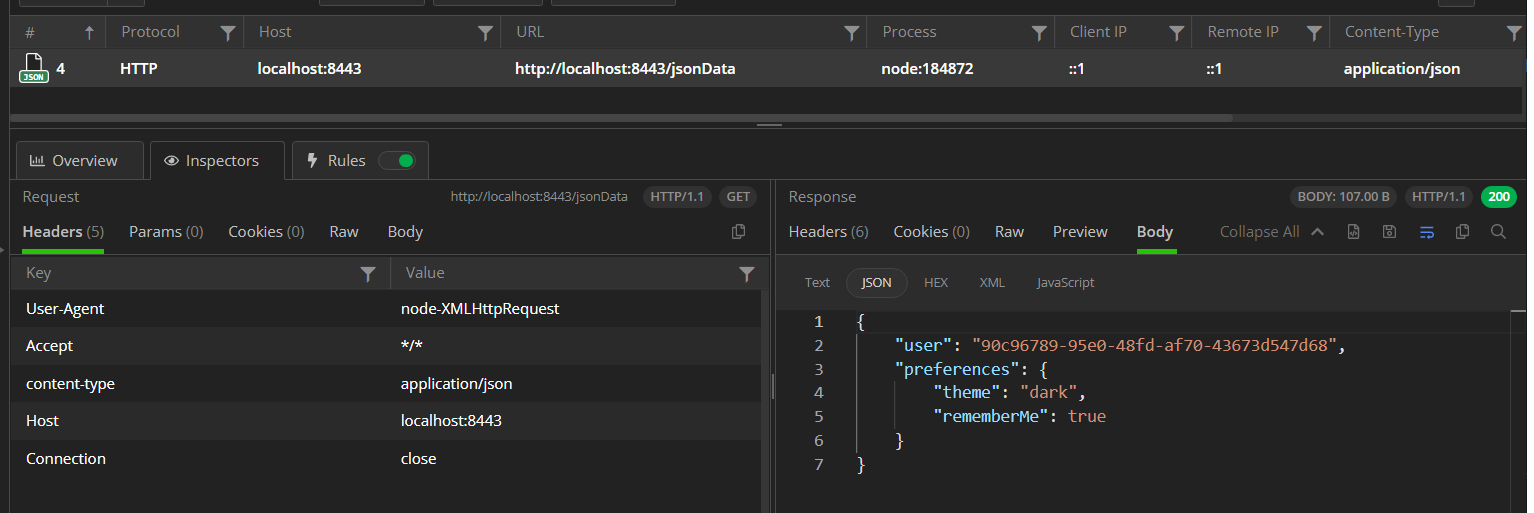 # Protocol Host URL Process Client IP Remote IP Content-Type
JSON 4 HTTP localhost:8443 http://localhost:8443/jsonData node:184872 ::1 ::1 application/json
Overview Inspectors Rules
Request http://localhost:8443/jsonData HTTP/1.1 GET
Headers (5) Params (0) Cookies (0) Raw Body
Key Value
User-Agent node-XMLHttpRequest
Accept */*
content-type application/json
Host localhost:8443
Connection close
Response BODY: 107.00 B HTTP/1.1 200
Headers (6) Cookies (0) Raw Preview Body Collapse All
Text JSON HEX XML JavaScript
1 {
2 "user": "90c96789-95e0-48fd-af70-43673d547d68",
3 "preferences": {
4 "theme": "dark",
5 "rememberMe": true
6 }
7 }